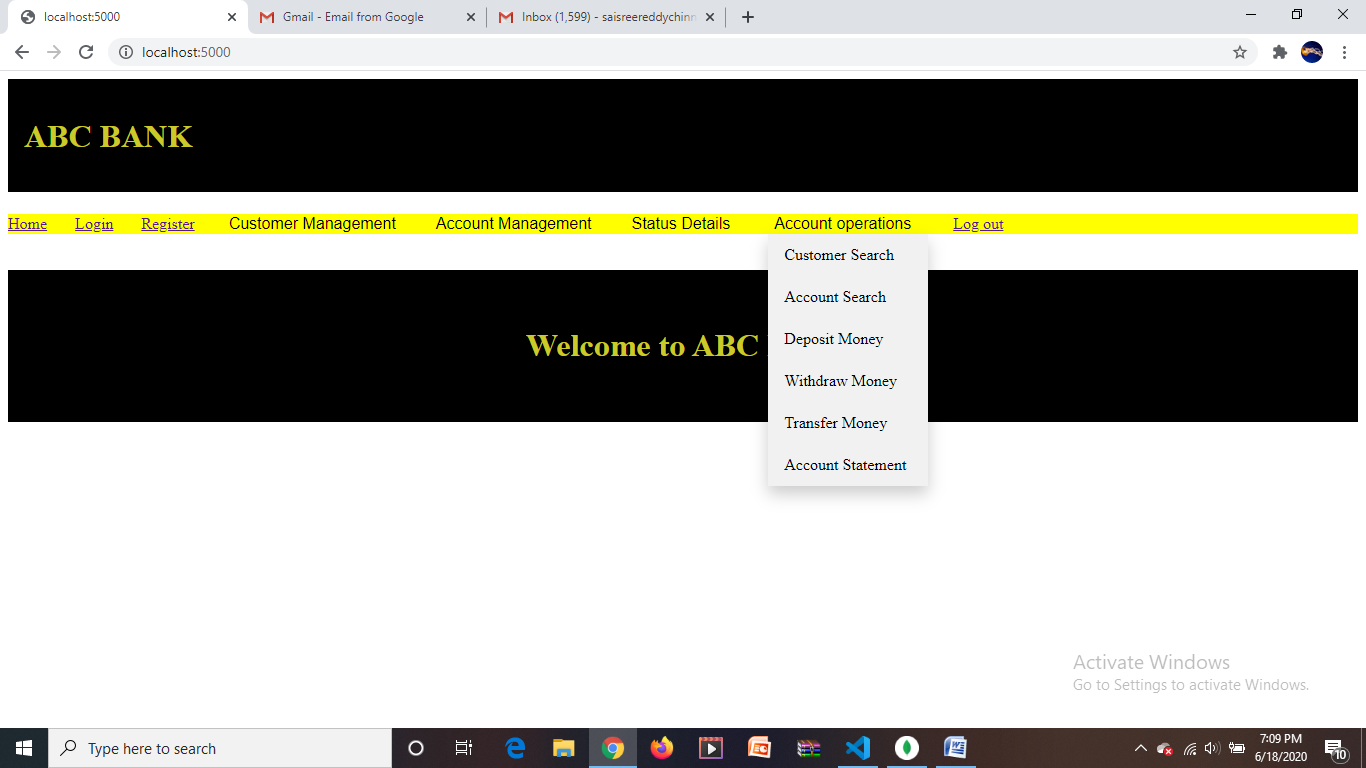 localhost:5000
Gmail - Email from Google
Inbox (1,599) - saisreereddychinn
localhost:5000
ABC BANK
Home Login Register Customer Management Account Management Status Details Account operations Log out
Customer Search
Account Search
Deposit Money
Welcome to ABC
Withdraw Money
Transfer Money
Account Statement
Activate Windows
Go to Settings to activate Windows.
Type here to search
7:09 PM
6/18/2020
10